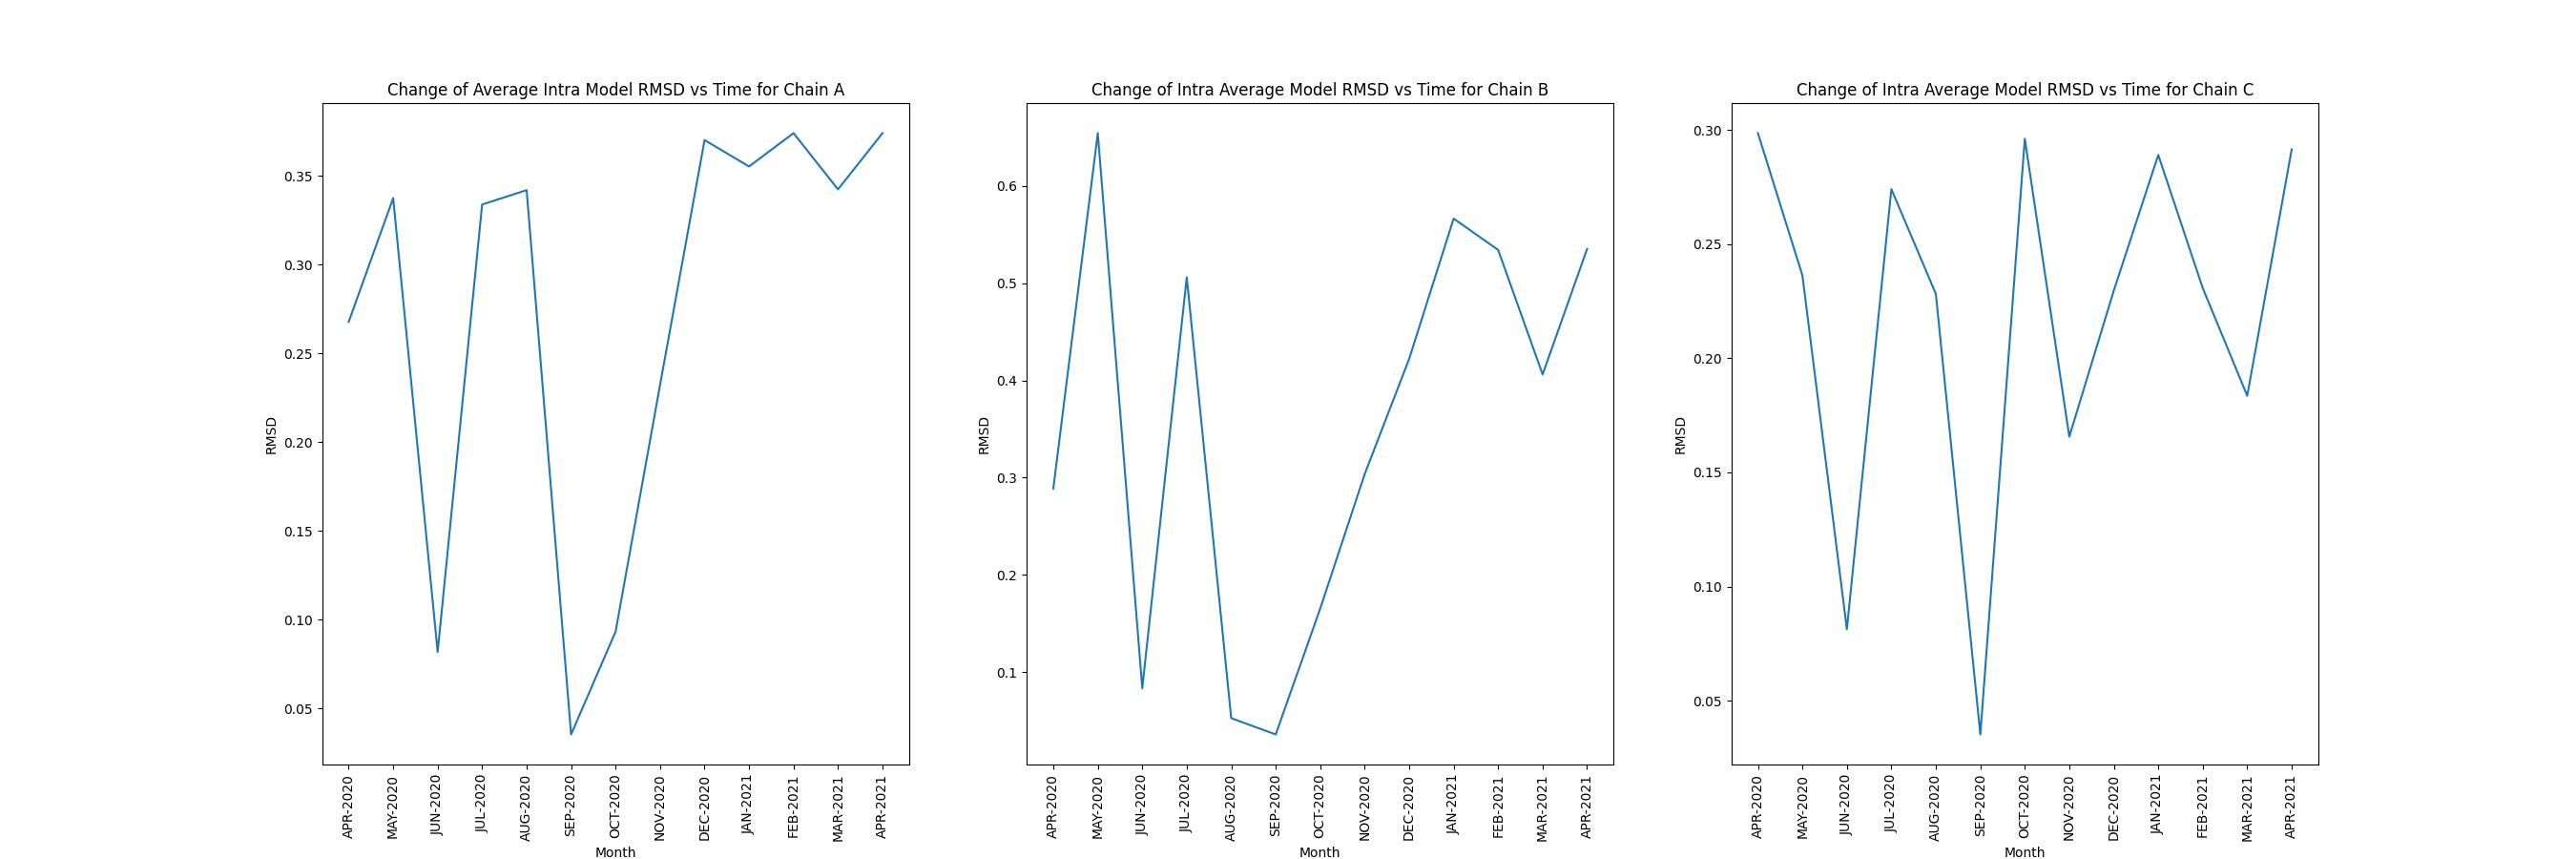 Change of Average Intra Model RMSD vs Time for Chain A
RMSD
0.35
0.30
0.25
0.20
0.15
0.10
0.05
APR-2020
MAY-2020
JUN-2020
JUL-2020
AUG-2020
SEP-2020
OCT-2020
NOV-2020
DEC-2020
JAN-2021
FEB-2021
MAR-2021
APR-2021
Month
Change of Intra Average Model RMSD vs Time for Chain B
RMSD
0.6
0.5
0.4
0.3
0.2
0.1
APR-2020
MAY-2020
JUN-2020
JUL-2020
AUG-2020
SEP-2020
OCT-2020
NOV-2020
DEC-2020
JAN-2021
FEB-2021
MAR-2021
APR-2021
Month
Change of Intra Average Model RMSD vs Time for Chain C
RMSD
0.30
0.25
0.20
0.15
0.10
0.05
APR-2020
MAY-2020
JUN-2020
JUL-2020
AUG-2020
SEP-2020
OCT-2020
NOV-2020
DEC-2020
JAN-2021
FEB-2021
MAR-2021
APR-2021
Month